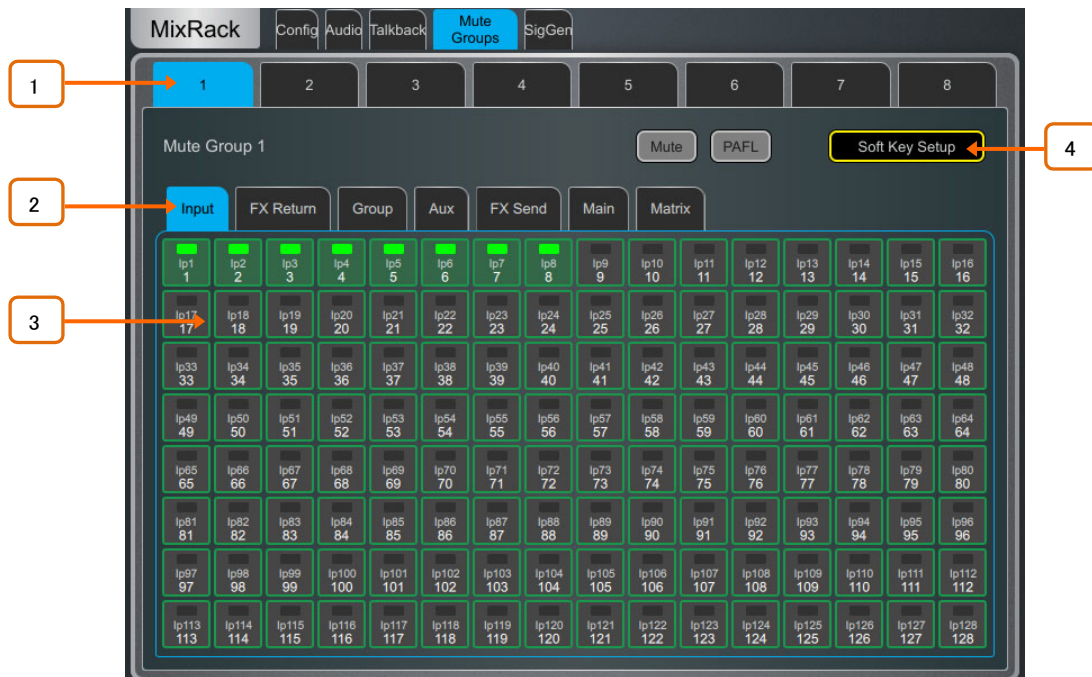 MixRack Config Audio Talkback Mute Groups SigGen
1
1 2 3 4 5 6 7 8
Mute Group 1 Mute PAFL Soft Key Setup
4
2
Input FX Return Group Aux FX Send Main Matrix
Ip1 Ip2 Ip3 Ip4 Ip5 Ip6 Ip7 Ip8 Ip9 Ip10 Ip11 Ip12 Ip13 Ip14 Ip15 Ip16
1 2 3 4 5 6 7 8 9 10 11 12 13 14 15 16
3
Ip17 Ip18 Ip19 Ip20 Ip21 Ip22 Ip23 Ip24 Ip25 Ip26 Ip27 Ip28 Ip29 Ip30 Ip31 Ip32
17 18 19 20 21 22 23 24 25 26 27 28 29 30 31 32
Ip33 Ip34 Ip35 Ip36 Ip37 Ip38 Ip39 Ip40 Ip41 Ip42 Ip43 Ip44 Ip45 Ip46 Ip47 Ip48
33 34 35 36 37 38 39 40 41 42 43 44 45 46 47 48
Ip49 Ip50 Ip51 Ip52 Ip53 Ip54 Ip55 Ip56 Ip57 Ip58 Ip59 Ip60 Ip61 Ip62 Ip63 Ip64
49 50 51 52 53 54 55 56 57 58 59 60 61 62 63 64
Ip65 Ip66 Ip67 Ip68 Ip69 Ip70 Ip71 Ip72 Ip73 Ip74 Ip75 Ip76 Ip77 Ip78 Ip79 Ip80
65 66 67 68 69 70 71 72 73 74 75 76 77 78 79 80
Ip81 Ip82 Ip83 Ip84 Ip85 Ip86 Ip87 Ip88 Ip89 Ip90 Ip91 Ip92 Ip93 Ip94 Ip95 Ip96
81 82 83 84 85 86 87 88 89 90 91 92 93 94 95 96
Ip97 Ip98 Ip99 Ip100 Ip101 Ip102 Ip103 Ip104 Ip105 Ip106 Ip107 Ip108 Ip109 Ip110 Ip111 Ip112
97 98 99 100 101 102 103 104 105 106 107 108 109 110 111 112
Ip113 Ip114 Ip115 Ip116 Ip117 Ip118 Ip119 Ip120 Ip121 Ip122 Ip123 Ip124 Ip125 Ip126 Ip127 Ip128
113 114 115 116 117 118 119 120 121 122 123 124 125 126 127 128